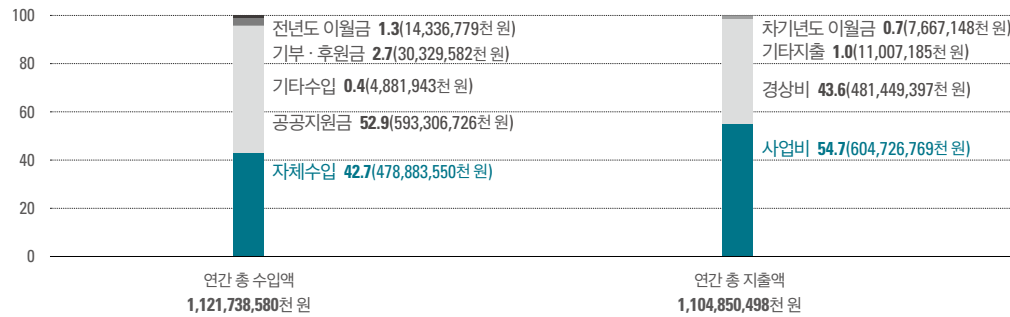 100
80
60
40
20
0
전년도 이월금 1.3(14,336,779천 원)
기부 · 후원금 2.7(30,329,582천 원)
기타수입 0.4(4,881,943천 원)
공공지원금 52.9(593,306,726천 원)
자체수입 42.7(478,883,550천 원)
차기년도 이월금 0.7(7,667,148천 원)
기타지출 1.0(11,007,185천 원)
경상비 43.6(481,449,397천 원)
사업비 54.7(604,726,769천 원)
연간 총 수입액
1,121,738,580천 원
연간 총 지출액
1,104,850,498천 원